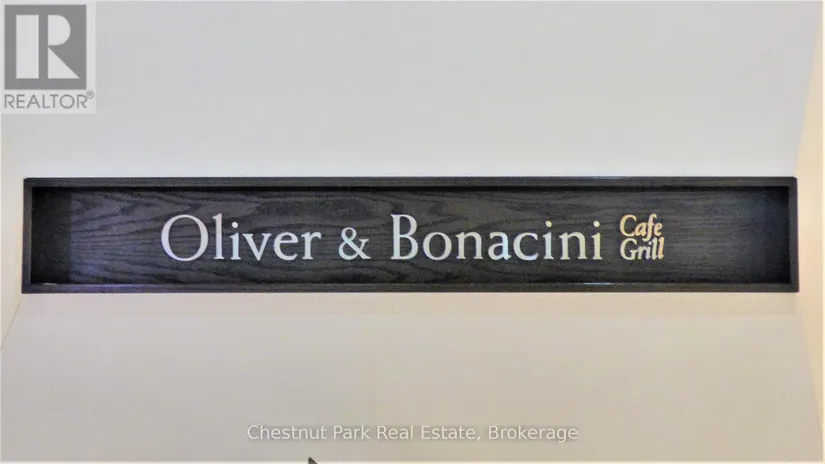 R
REALTOR®
Oliver & Bonacini Cafe Grill
Chestnut Park Real Estate, Brokerage